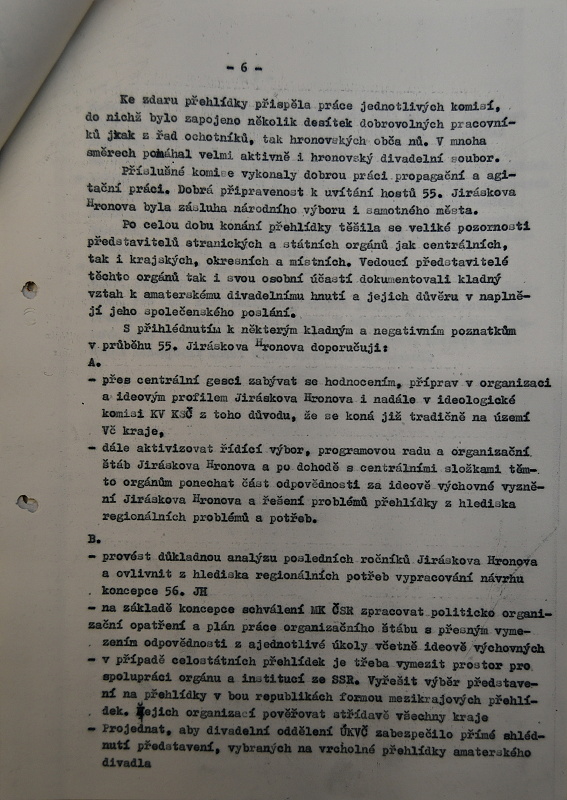 - 6 -
Ke zdaru přehlídky přispěla práce jednotlivých komisí,
do nichž bylo zapojeno několik desítek dobrovolných pracovní-
ků jkak z řad ochotníků, tak hronovských obča nů. V mnoha
směrech pomáhal velmi aktivně i hronovský divadelní soubor.
Příslušné komise vykonaly dobrou práci propagační a agi-
tační práci. Dobrá připravenost k uvítání hostů 55. Jiráskova
Hronova byla zásluha národního výboru i samotného města.
Po celou dobu konání přehlídky těšila se veliké pozornosti
představitelů stranických a státních orgánů jak centrálních,
tak i krajských, okresních a místních. Vedoucí představitelé
těchto orgánů tak i svou osobní účastí dokumentovali kladný
vztah k amaterskému divadelnímu hnutí a jejich důvěru v naplně-
jí jeho společenského poslání.
S přihlédnutím k některým kladným a negativním poznatkům
v průběhu 55. Jiráskova Hronova doporučuji:
A.
- přes centrální gesci zabývat se hodnocením, příprav v organizaci
a ideovým profilem Jiráskova Hronova i nadále v ideologické
komisi KV KSČ z toho důvodu, že se koná již tradičně na území
Vč kraje,
- dále aktivizovat řídící výbor, programovou radu a organizační
štáb Jiráskova Hronova a po dohodě s centrálními složkami těm-
to orgánům ponechat část odpovědnosti za ideově výchovné vyzně-
ní Jiráskova Hronova a řešení problémů přehlídky z hlediska
regionálních problémů a potřeb.
B.
- provést důkladnou analýzu posledních ročníků Jiráskova Hronova
a ovlivnit z hlediska regionálních potřeb vypracování návrhu
koncepce 56. JH
- na základě koncepce schválení MK ČSR zpracovat politicko organi-
zační opatření a plán práce organizačního štábu s přesným vyme-
zením odpovědnosti z ajednotlivé úkoly včetně ideově výchovných
- v případě celostátních přehlídek je třeba vymezit prostor pro
spolupráci orgánu a institucí ze SSR. Vyřešit výběr představe-
ní na přehlídky v bou republikách formou mezikrajových přehlí-
dek. Jejich organizací pověřovat střídavě všechny kraje
- Projednat, aby divadelní oddělení ÚKVČ zabezpečilo přímé shléd-
nutí představení, vybraných na vrcholné přehlídky amaterského
divadla